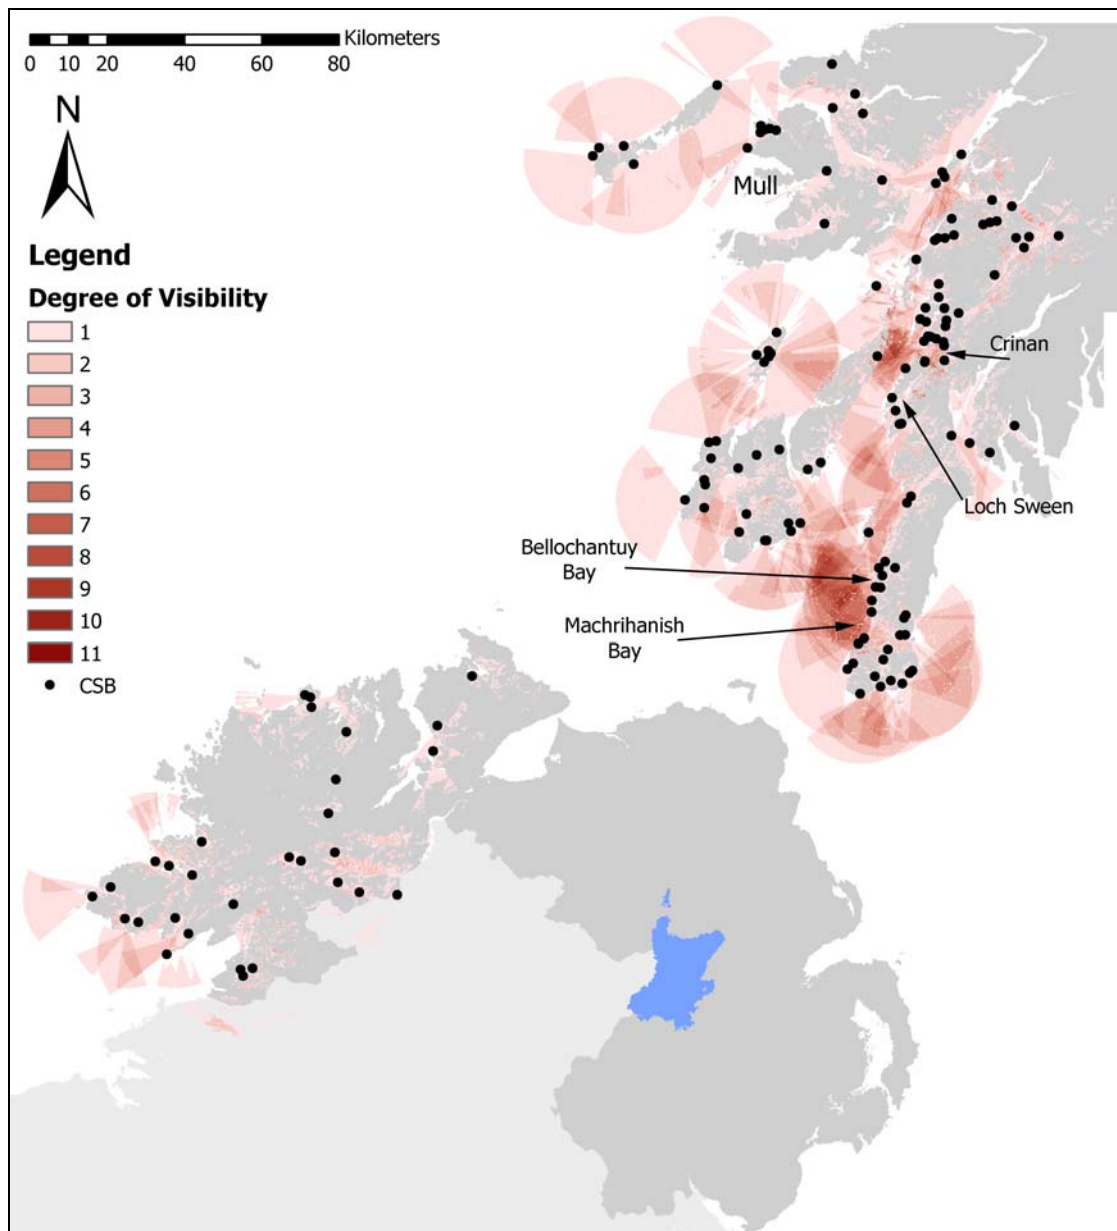 Kilometers
0 10 20 40 60 80
N
Mull
Legend
Degree of Visibility
1
2
3
4
5
6
7
8
9
10
11
CSB
Crinan
Loch Sween
Bellochantuy
Bay
Machrihanish
Bay